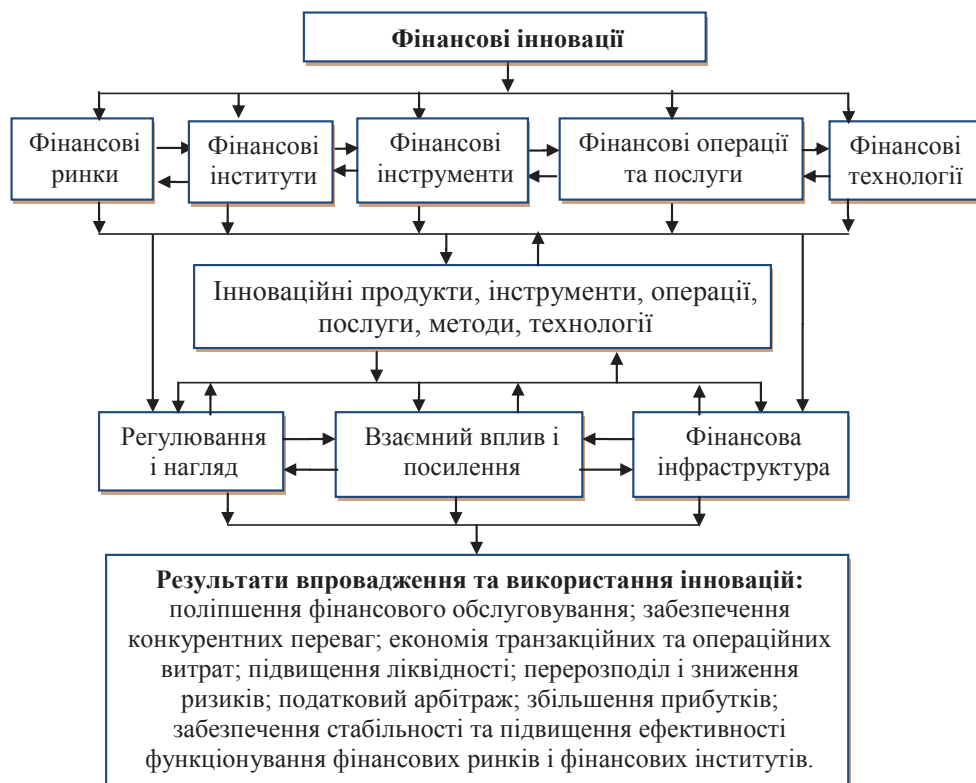 Фінансові інновації
Фінансові
ринки
Фінансові
інститути
Фінансові
інструменти
Фінансові операції
та послуги
Фінансові
технології
Інноваційні продукти, інструменти, операції,
послуги, методи, технології
Регулювання
і нагляд
Взаємний вплив і
посилення
Фінансова
інфраструктура
Результати впровадження та використання інновацій:
поліпшення фінансового обслуговування; забезпечення
конкурентних переваг; економія транзакційних та операційних
витрат; підвищення ліквідності; перерозподіл і зниження
ризиків; податковий арбітраж; збільшення прибутків;
забезпечення стабільності та підвищення ефективності
функціонування фінансових ринків і фінансових інститутів.